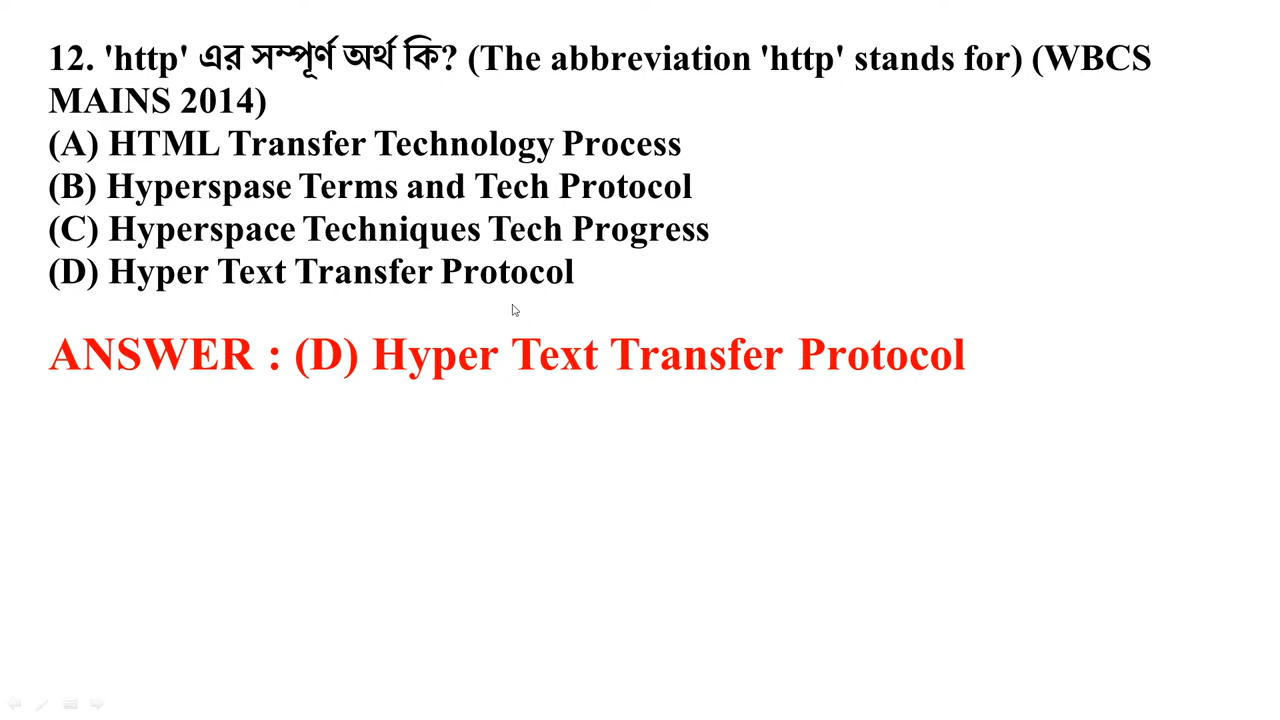 12. 'http' এর সম্পূর্ণ অর্থ কি? (The abbreviation 'http' stands for) (WBCS
MAINS 2014)
(A) HTML Transfer Technology Process
(B) Hyperspase Terms and Tech Protocol
(C) Hyperspace Techniques Tech Progress
(D) Hyper Text Transfer Protocol
ANSWER : (D) Hyper Text Transfer Protocol